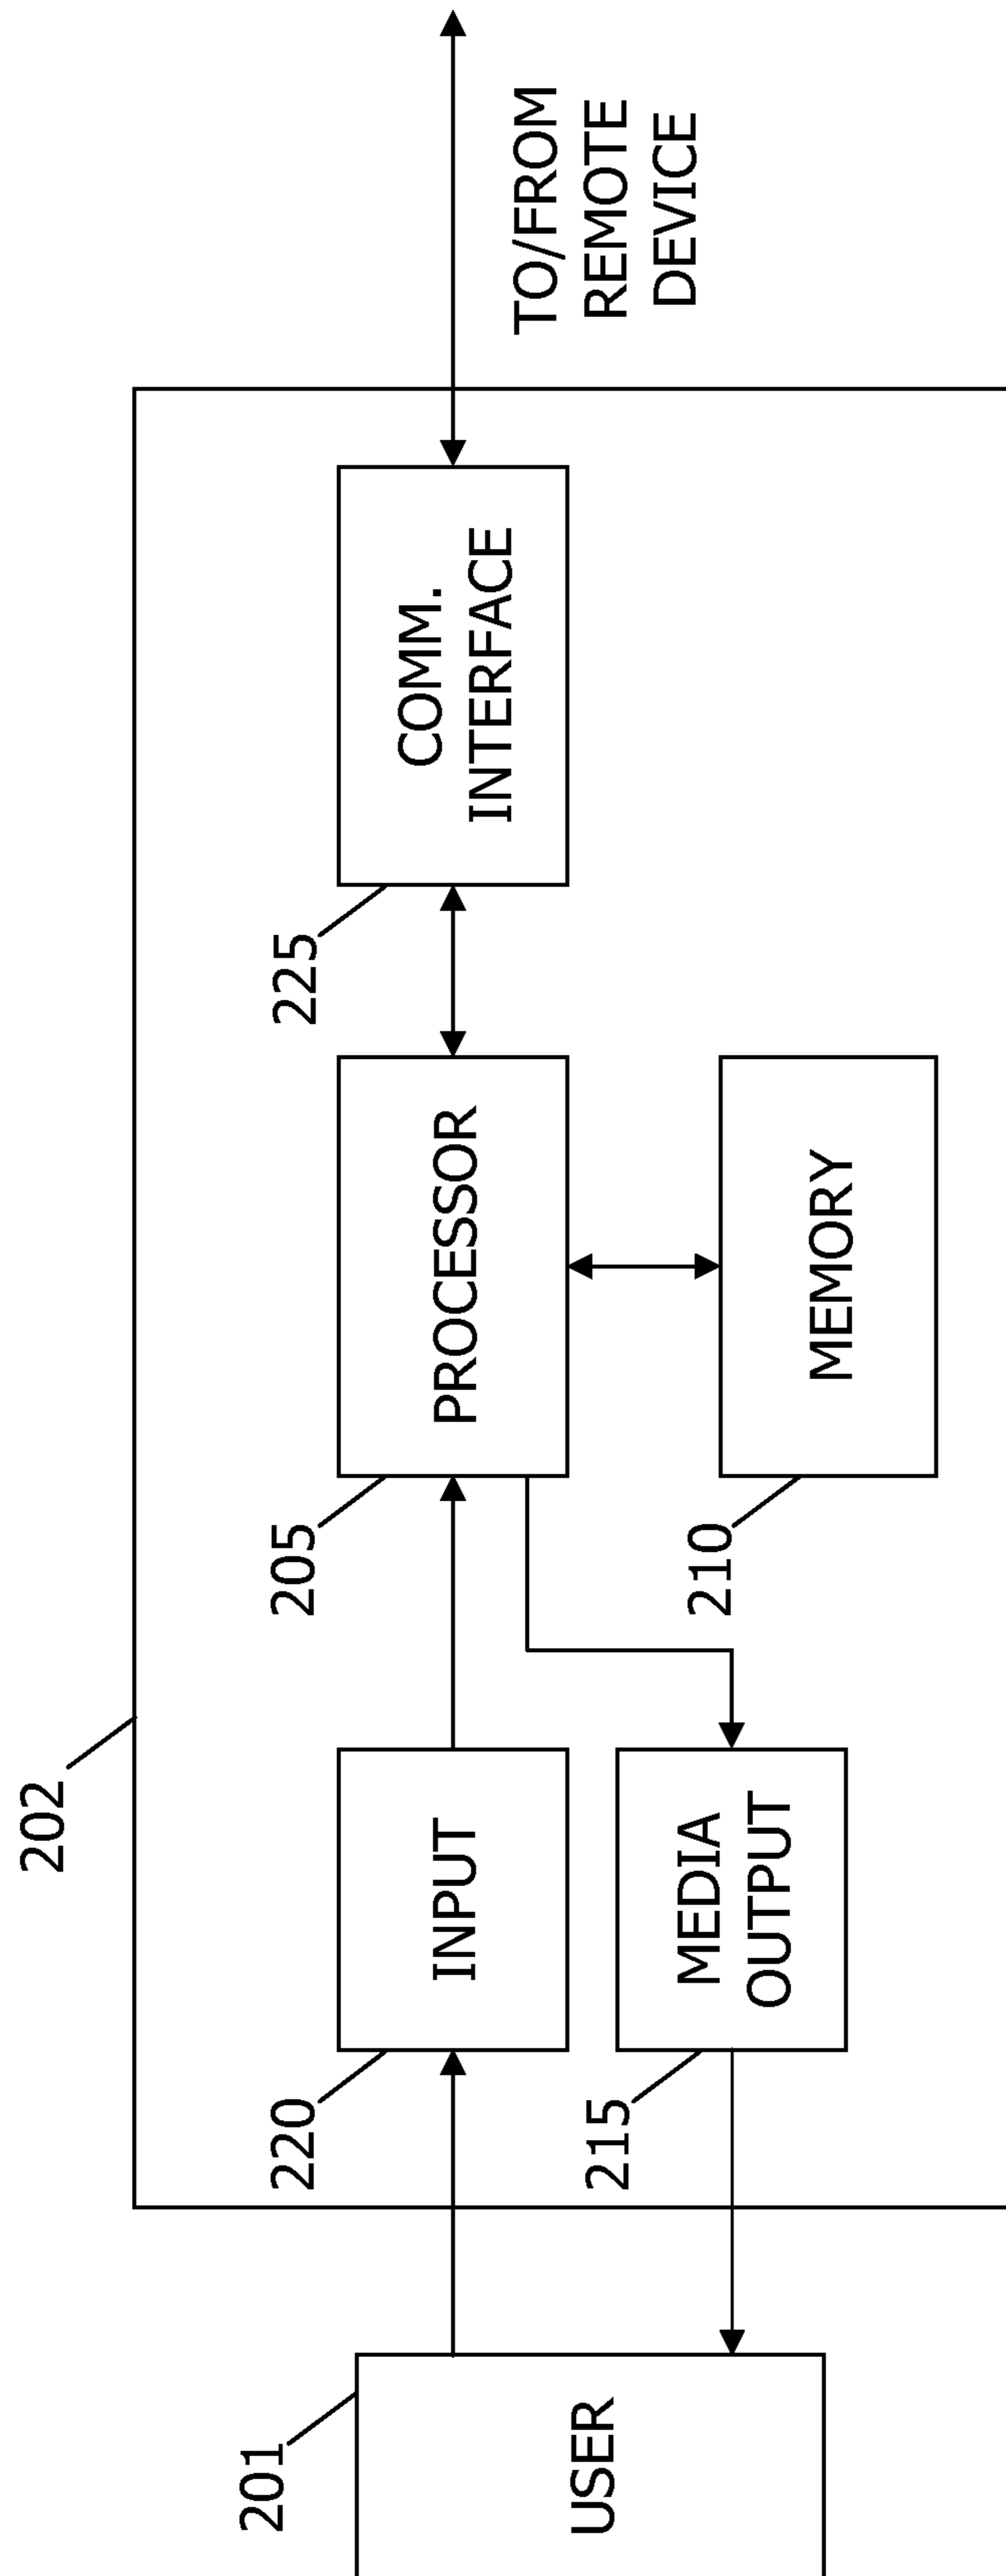 202
220
INPUT
205
PROCESSOR
225
COMM.
INTERFACE
TO/FROM
REMOTE
DEVICE
201
USER
215
MEDIA
OUTPUT
210
MEMORY